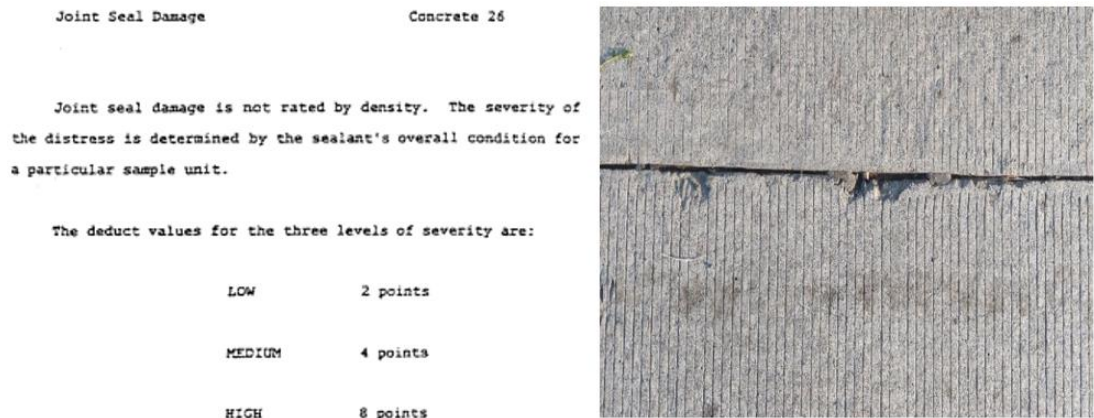 Joint Seal Damage Concrete 26
Joint seal damage is not rated by density. The severity of
the distress is determined by the sealant's overall condition for
a particular sample unit.
The deduct values for the three levels of severity are:
LOW 2 points
MEDIUM 4 points
HIGH 8 points